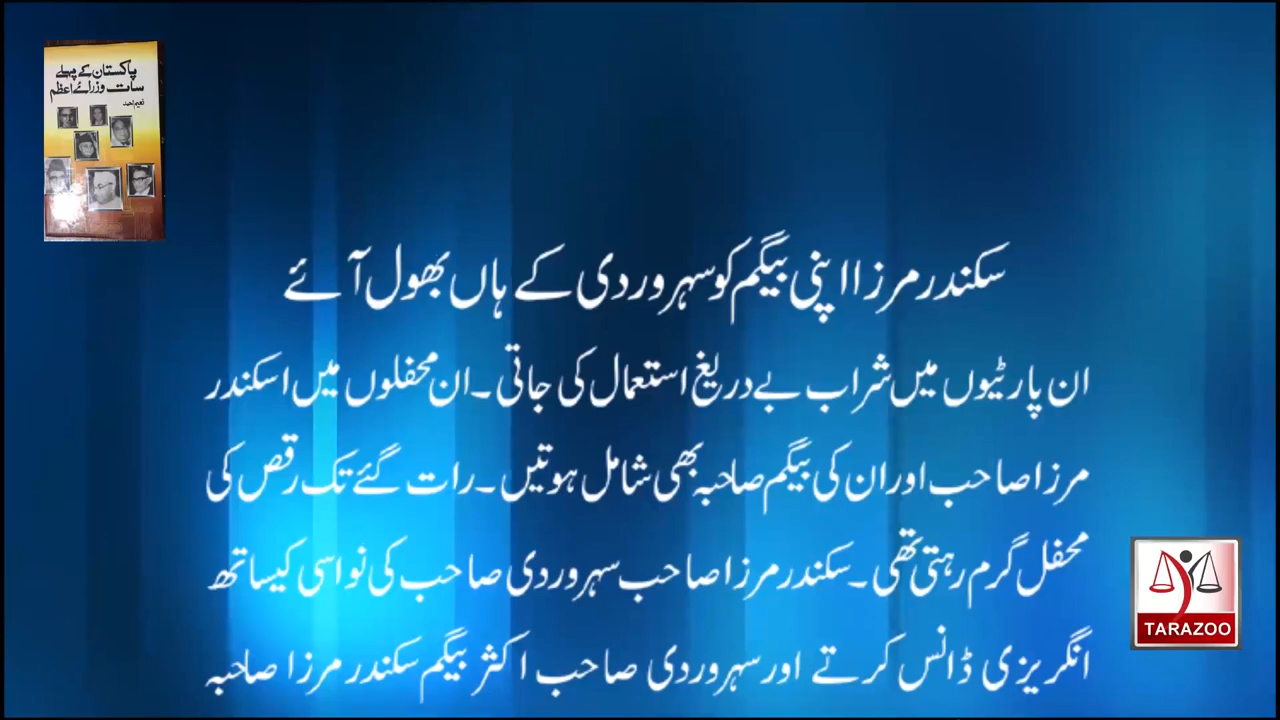 پاکستان کے پہلے
سات وزرائے اعظم
نعیم احمد
سکندر مرزا اپنی بیگم کو سہروردی کے ہاں بھول آئے
ان پارٹیوں میں شراب بے دریغ استعمال کی جاتی۔ ان محفلوں میں اسکندر
مرزا صاحب اور ان کی بیگم صاحبہ بھی شامل ہوتیں۔ رات گئے تک رقص کی
محفل گرم رہتی تھی۔ سکندر مرزا صاحب سہروردی صاحب کی نواسی کیساتھ
انگریزی ڈانس کرتے اور سہروردی صاحب اکثر بیگم سکندر مرزا صاحبہ
TARAZOO